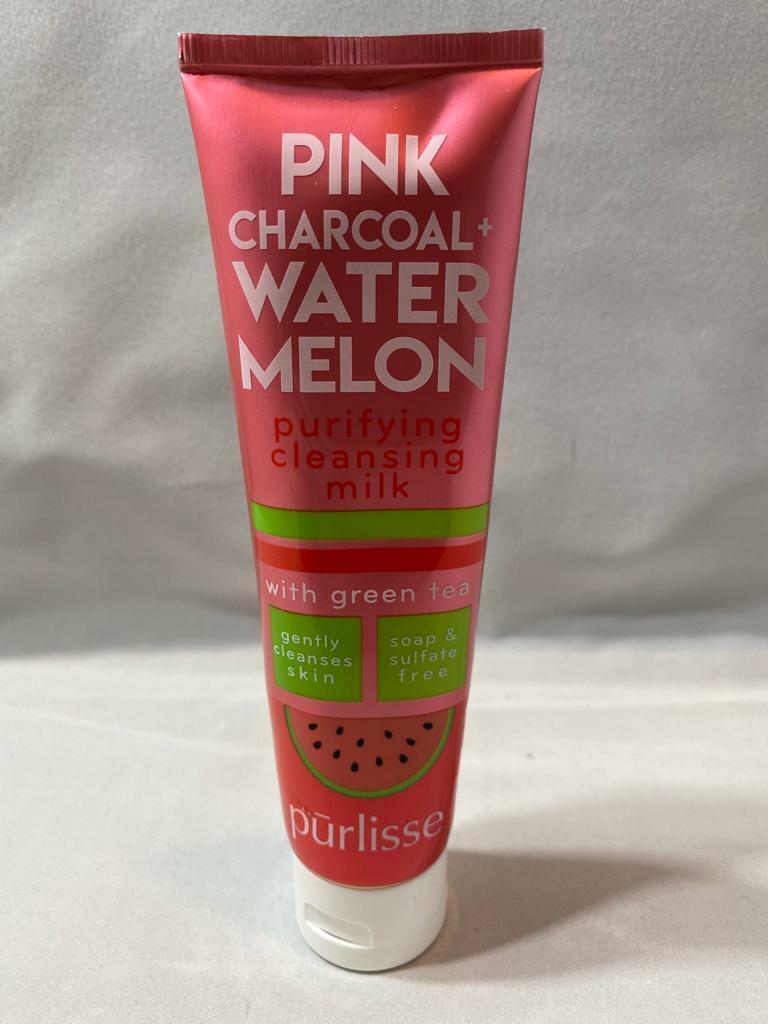 PINK
CHARCOAL+
WATER
MELON
purifying
cleansing
milk
with green tea
gently
cleanses
skin
soap &
sulfate
free
pūrlisse